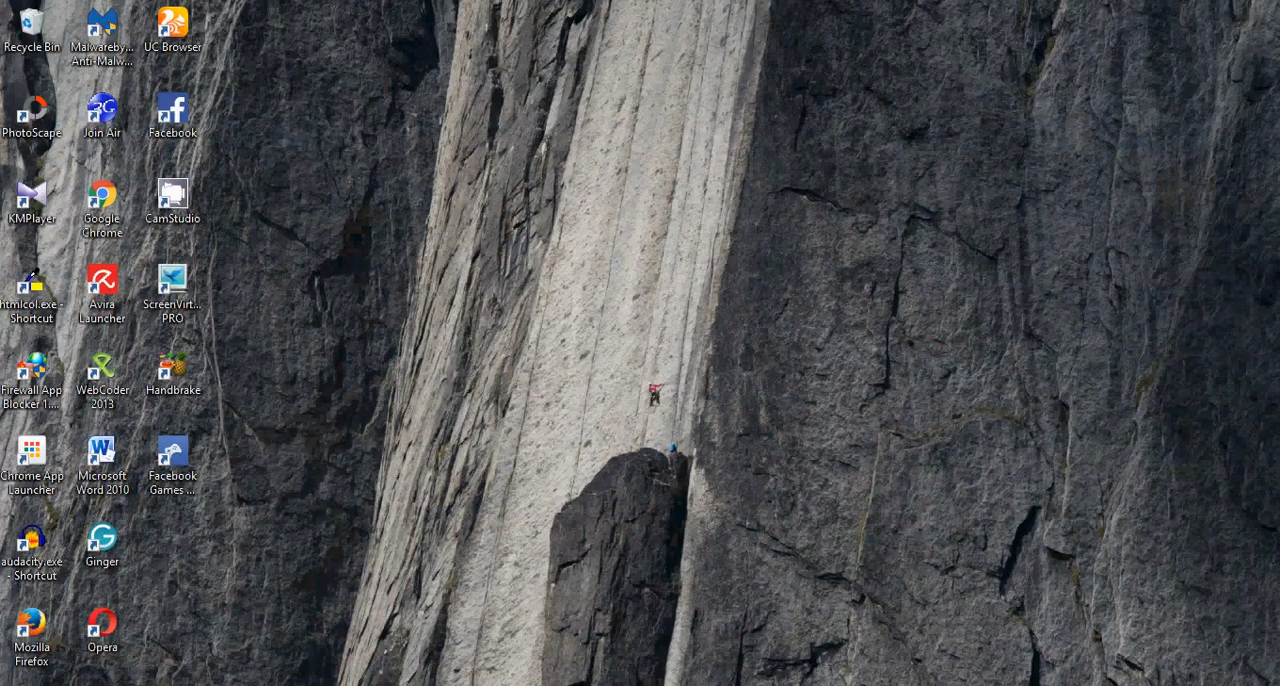 Recycle Bin
Malwareby...
Anti-Malw...
UC Browser
PhotoScape
3G
Join Air
Facebook
KMPlayer
Google
Chrome
CamStudio
htmlcol.exe -
Shortcut
Avira
Launcher
ScreenVirt...
PRO
Firewall App
Blocker 1....
WebCoder
2013
Handbrake
Chrome App
Launcher
Microsoft
Word 2010
Facebook
Games ...
audacity.exe
- Shortcut
Ginger
Mozilla
Firefox
Opera